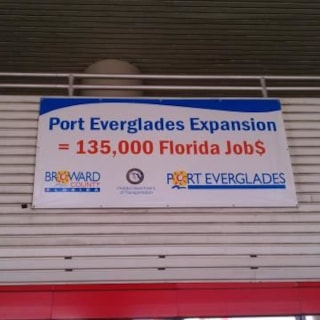 Port Everglades Expansion
= 135,000 Florida Job$
BROWARD
COUNTY
FLORIDA
PORT EVERGLADES